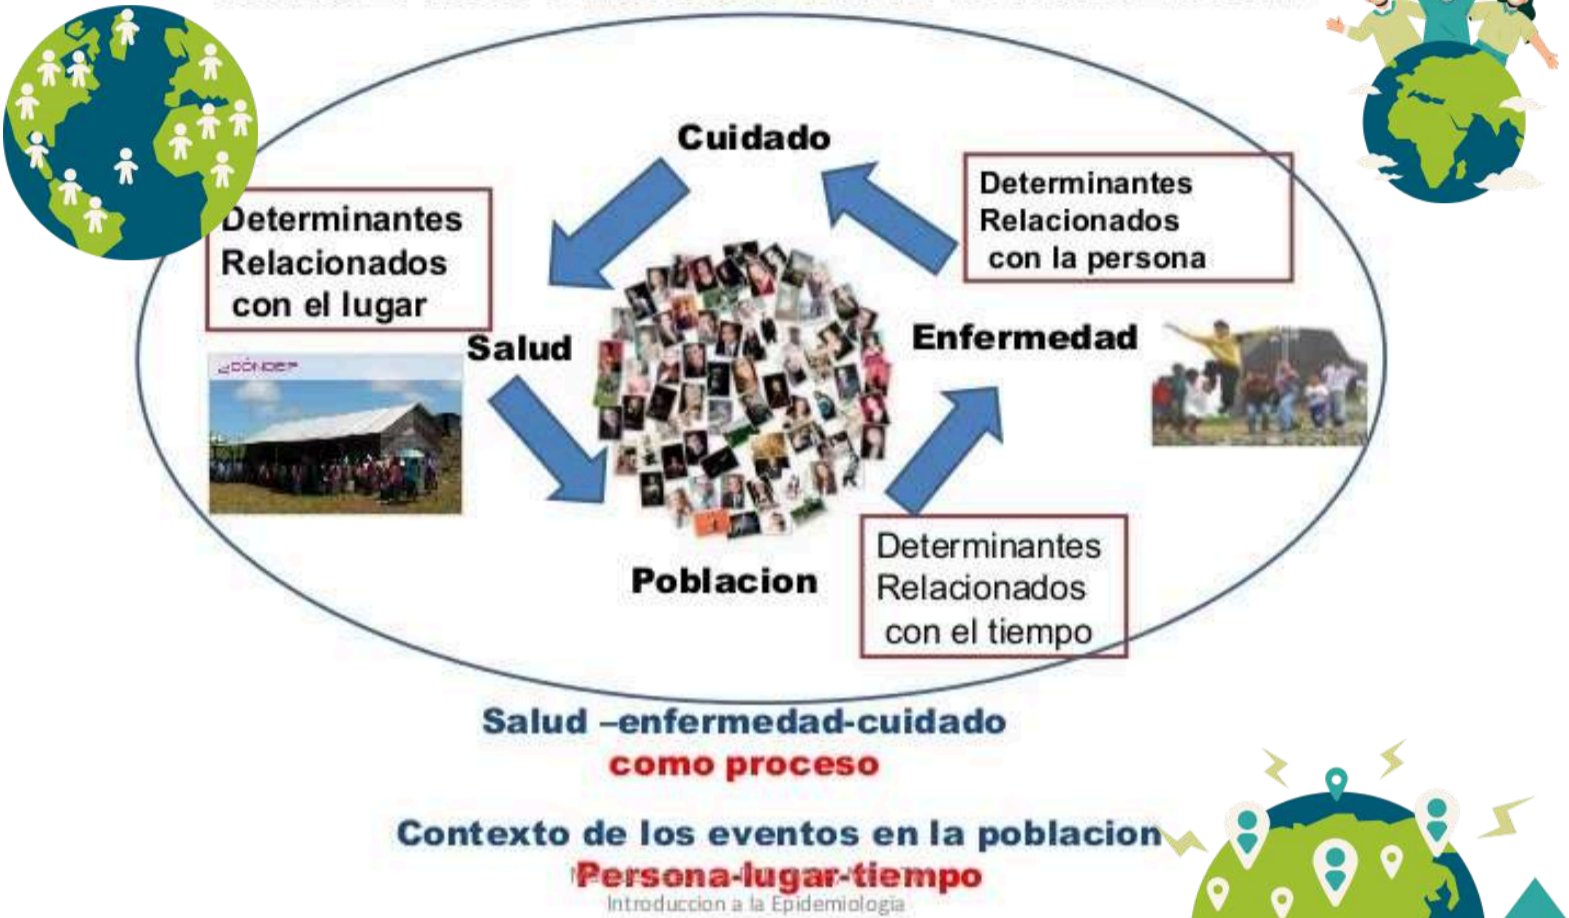 Cuidado
Determinantes
Relacionados
con la persona
Determinantes
Relacionados
con el lugar
Salud
Enfermedad
¿DÓNDE?
Poblacion
Determinantes
Relacionados
con el tiempo
Salud –enfermedad-cuidado
como proceso
Contexto de los eventos en la poblacion
Persona-lugar-tiempo
Introduccion a la Epidemiologia